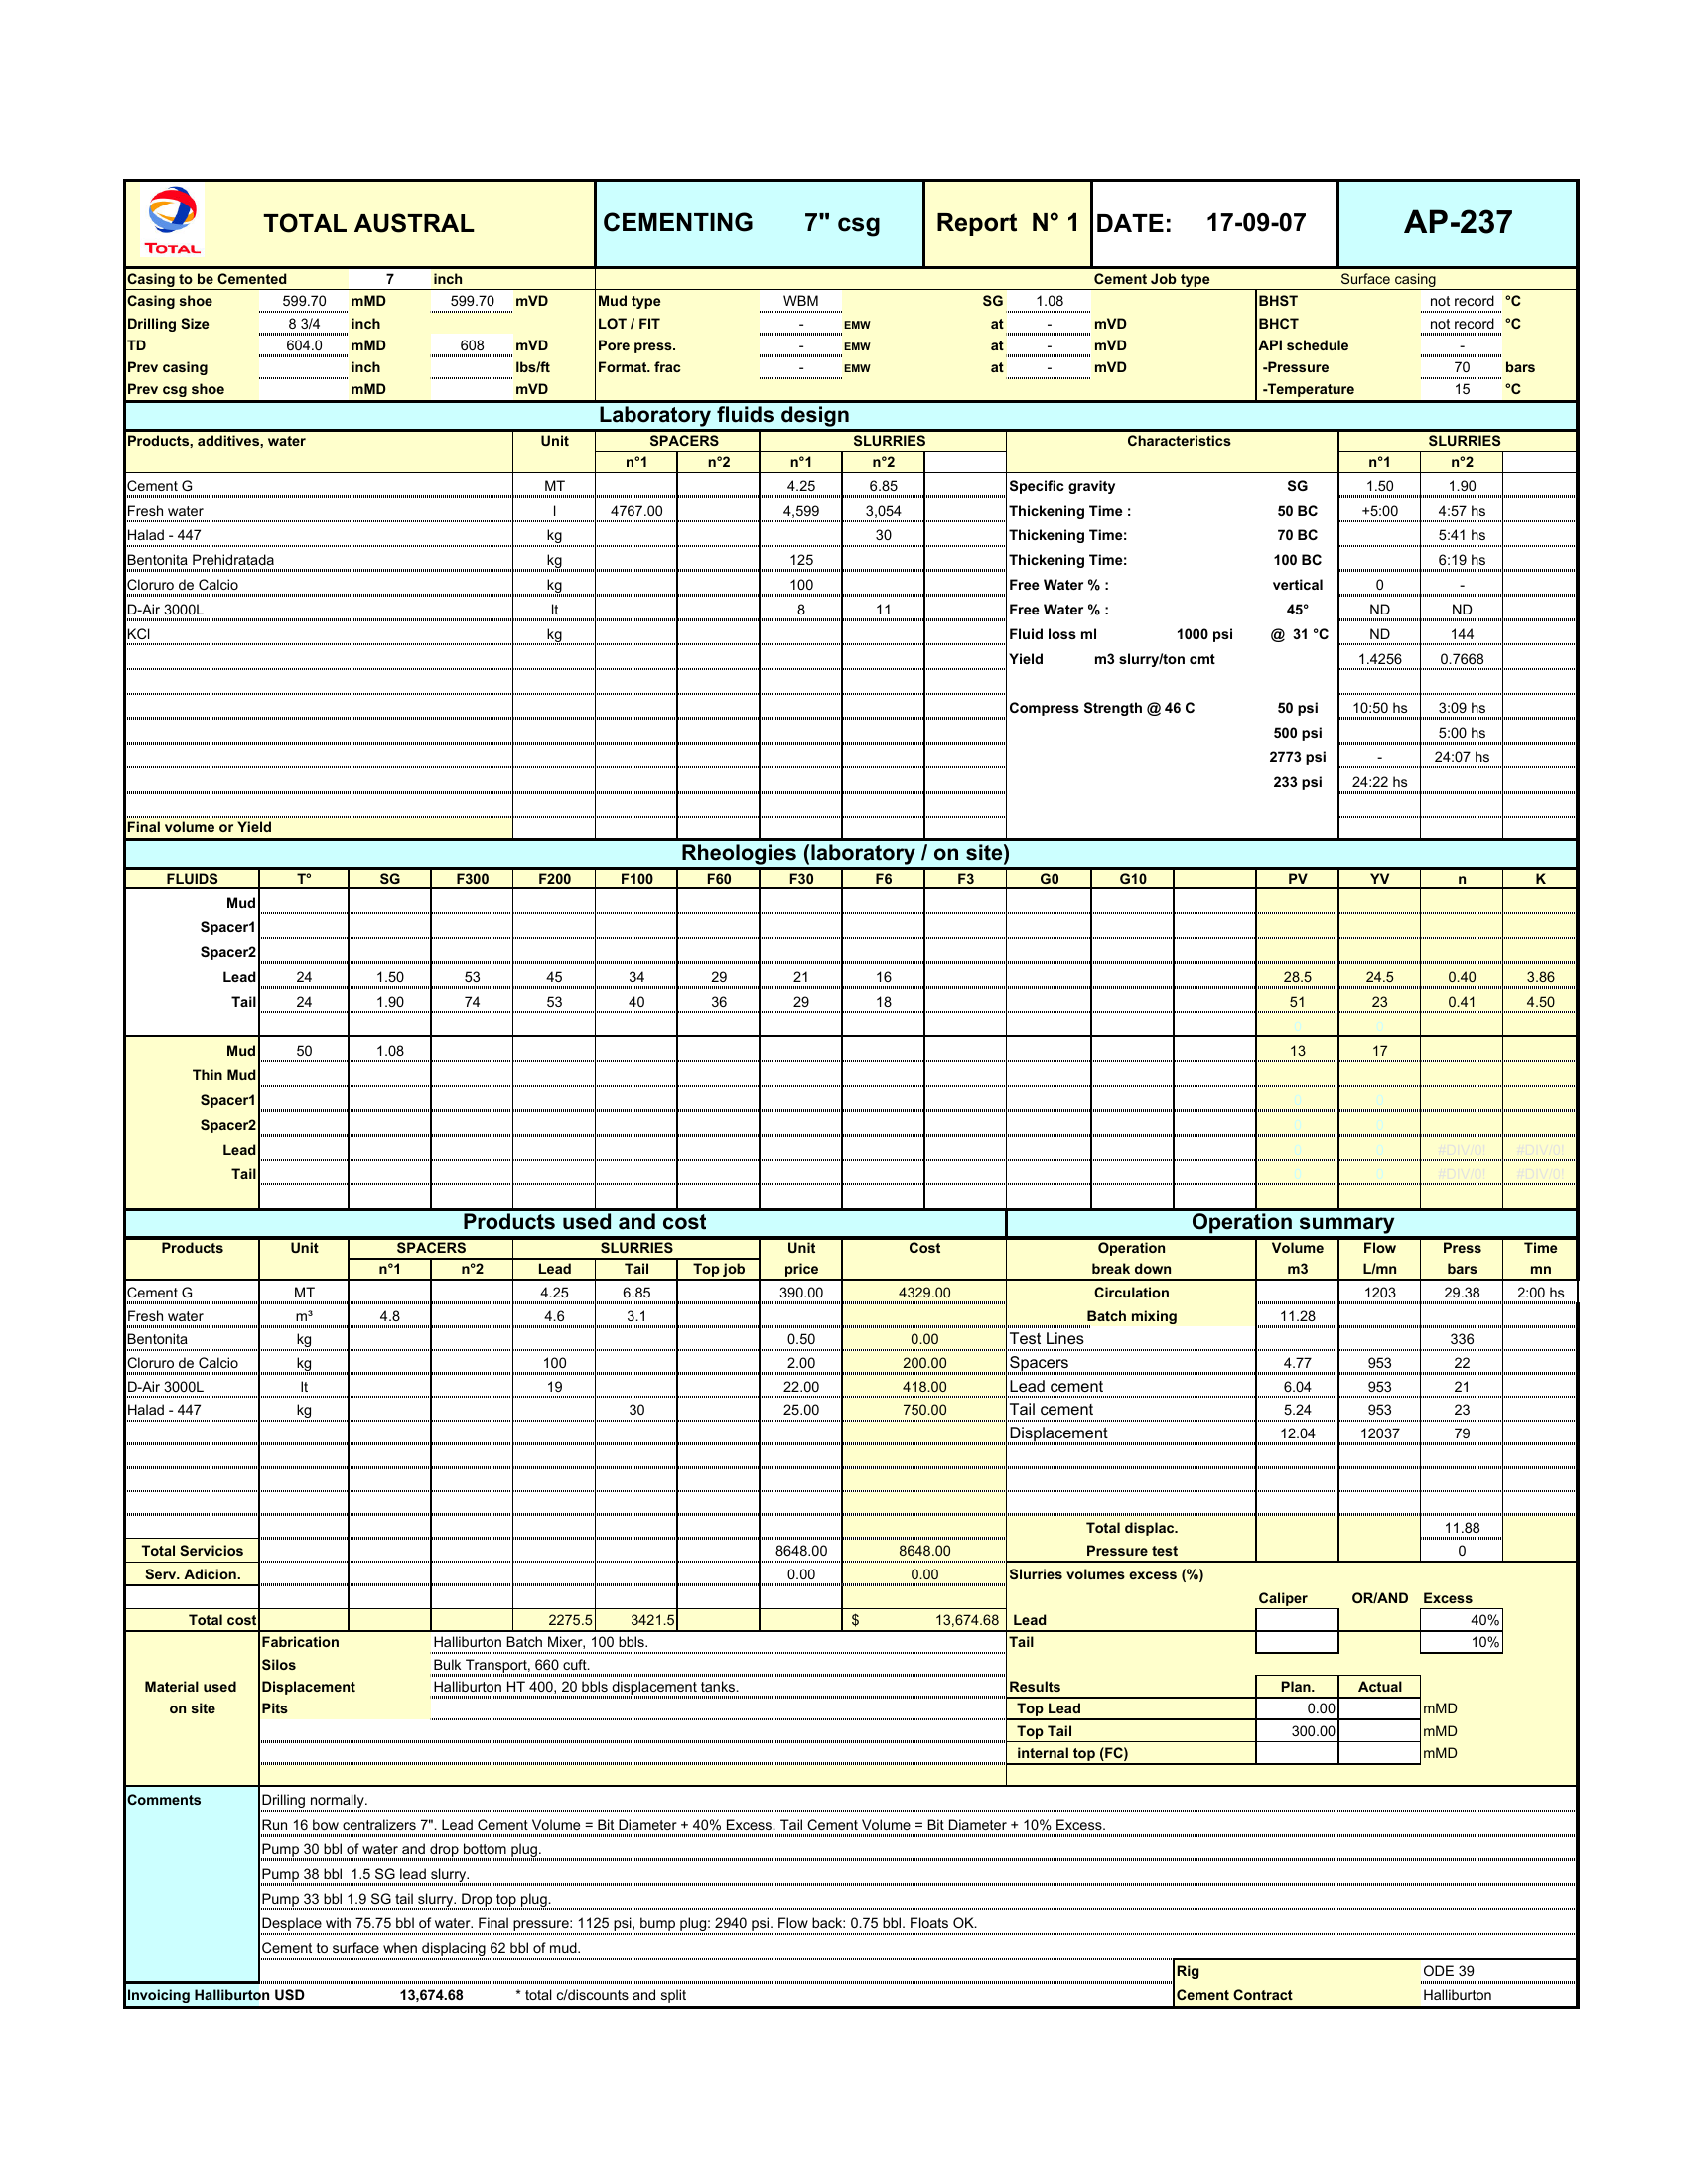 TOTAL
TOTAL AUSTRAL CEMENTING 7" csg Report N° 1 DATE: 17-09-07 AP-237
Casing to be Cemented 7 inch Cement Job type Surface casing
Casing shoe 599.70 mMD 599.70 mVD Mud type WBM SG 1.08 BHST not record °C
Drilling Size 8 3/4 inch LOT / FIT - EMW at - mVD BHCT not record °C
TD 604.0 mMD 608 mVD Pore press. - EMW at - mVD API schedule -
Prev casing inch lbs/ft Format. frac - EMW at - mVD -Pressure 70 bars
Prev csg shoe mMD mVD -Temperature 15 °C
Laboratory fluids design
Products, additives, water Unit SPACERS SLURRIES Characteristics SLURRIES
n°1 n°2 n°1 n°2 n°1 n°2
Cement G MT 4.25 6.85 Specific gravity SG 1.50 1.90
Fresh water l 4767.00 4,599 3,054 Thickening Time : 50 BC +5:00 4:57 hs
Halad - 447 kg 30 Thickening Time: 70 BC 5:41 hs
Bentonita Prehidratada kg 125 Thickening Time: 100 BC 6:19 hs
Cloruro de Calcio kg 100 Free Water % : vertical 0 -
D-Air 3000L lt 8 11 Free Water % : 45° ND ND
KCl kg Fluid loss ml 1000 psi @ 31 °C ND 144
Yield m3 slurry/ton cmt 1.4256 0.7668
Compress Strength @ 46 C 50 psi 10:50 hs 3:09 hs
500 psi 5:00 hs
2773 psi - 24:07 hs
233 psi 24:22 hs
Final volume or Yield
Rheologies (laboratory / on site)
FLUIDS T° SG F300 F200 F100 F60 F30 F6 F3 G0 G10 PV YV n K
Mud
Spacer1
Spacer2
Lead 24 1.50 53 45 34 29 21 16 28.5 24.5 0.40 3.86
Tail 24 1.90 74 53 40 36 29 18 51 23 0.41 4.50
0 0
Mud 50 1.08 13 17
Thin Mud
Spacer1 0 0
Spacer2 0 0
Lead 0 0 #DIV/0! #DIV/0!
Tail 0 0 #DIV/0! #DIV/0!
Products used and cost Operation summary
Products Unit SPACERS SLURRIES Unit Cost Operation Volume Flow Press Time
n°1 n°2 Lead Tail Top job price break down m3 L/mn bars mn
Cement G MT 4.25 6.85 390.00 4329.00 Circulation 1203 29.38 2:00 hs
Fresh water m³ 4.8 4.6 3.1 Batch mixing 11.28
Bentonita kg 0.50 0.00 Test Lines 336
Cloruro de Calcio kg 100 2.00 200.00 Spacers 4.77 953 22
D-Air 3000L lt 19 22.00 418.00 Lead cement 6.04 953 21
Halad - 447 kg 30 25.00 750.00 Tail cement 5.24 953 23
Displacement 12.04 12037 79
Total displac. 11.88
Total Servicios 8648.00 8648.00 Pressure test 0
Serv. Adicion. 0.00 0.00 Slurries volumes excess (%)
Caliper OR/AND Excess
Total cost 2275.5 3421.5 $ 13,674.68 Lead 40%
Fabrication Halliburton Batch Mixer, 100 bbls. Tail 10%
Silos Bulk Transport, 660 cuft.
Material used Displacement Halliburton HT 400, 20 bbls displacement tanks. Results Plan. Actual
on site Pits Top Lead 0.00 mMD
Top Tail 300.00 mMD
internal top (FC) mMD
Comments Drilling normally.
Run 16 bow centralizers 7". Lead Cement Volume = Bit Diameter + 40% Excess. Tail Cement Volume = Bit Diameter + 10% Excess.
Pump 30 bbl of water and drop bottom plug.
Pump 38 bbl 1.5 SG lead slurry.
Pump 33 bbl 1.9 SG tail slurry. Drop top plug.
Desplace with 75.75 bbl of water. Final pressure: 1125 psi, bump plug: 2940 psi. Flow back: 0.75 bbl. Floats OK.
Cement to surface when displacing 62 bbl of mud.
Rig ODE 39
Invoicing Halliburton USD 13,674.68 * total c/discounts and split Cement Contract Halliburton